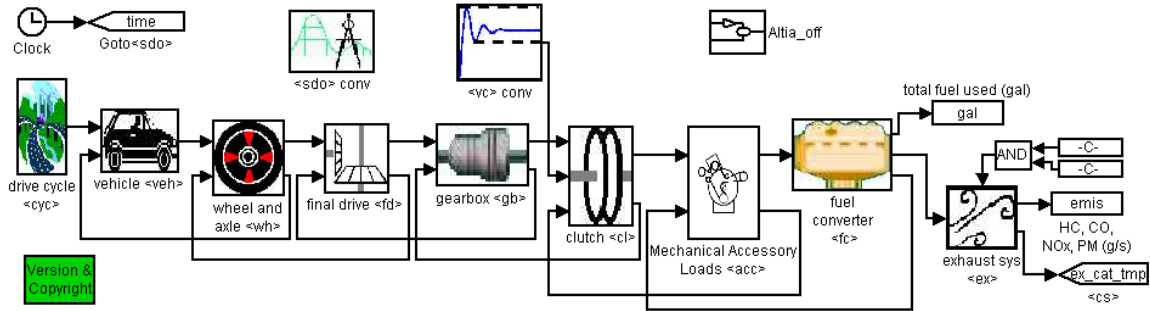 time
Clock
Goto<sdo>
<sdo> conv
<vc> conv
Altia_off
total fuel used (gal)
gal
AND
-C-
-C-
drive cycle
<cyc>
vehicle <veh>
wheel and
axle <wh>
final drive <fd>
gearbox <gb>
clutch <cl>
Mechanical Accessory
Loads <acc>
fuel
converter
<fc>
emis
HC, CO,
NOx, PM (g/s)
exhaust sys
<ex>
ex_cat_tmp
<cs>
Version &
Copyright